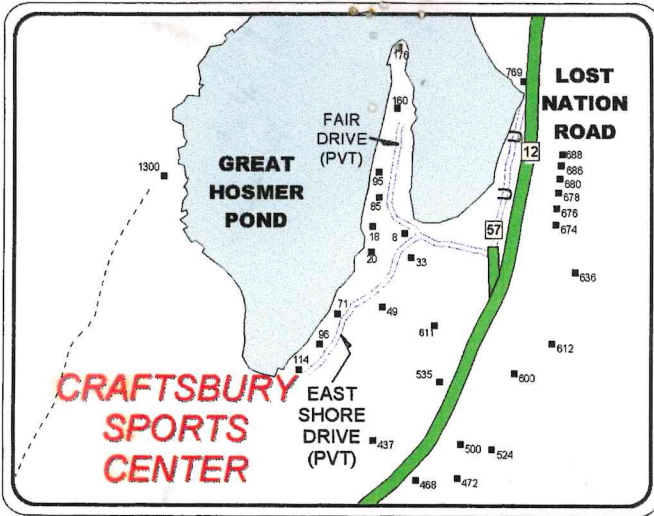 176
769
LOST
NATION
ROAD
160
FAIR
DRIVE
(PVT)
12
688
686
680
678
676
674
1300
GREAT
HOSMER
POND
95
85
18
8
20
33
57
636
71
49
611
96
612
114
535
600
CRAFTSBURY
SPORTS
CENTER
EAST
SHORE
DRIVE
(PVT)
437
500
524
468
472